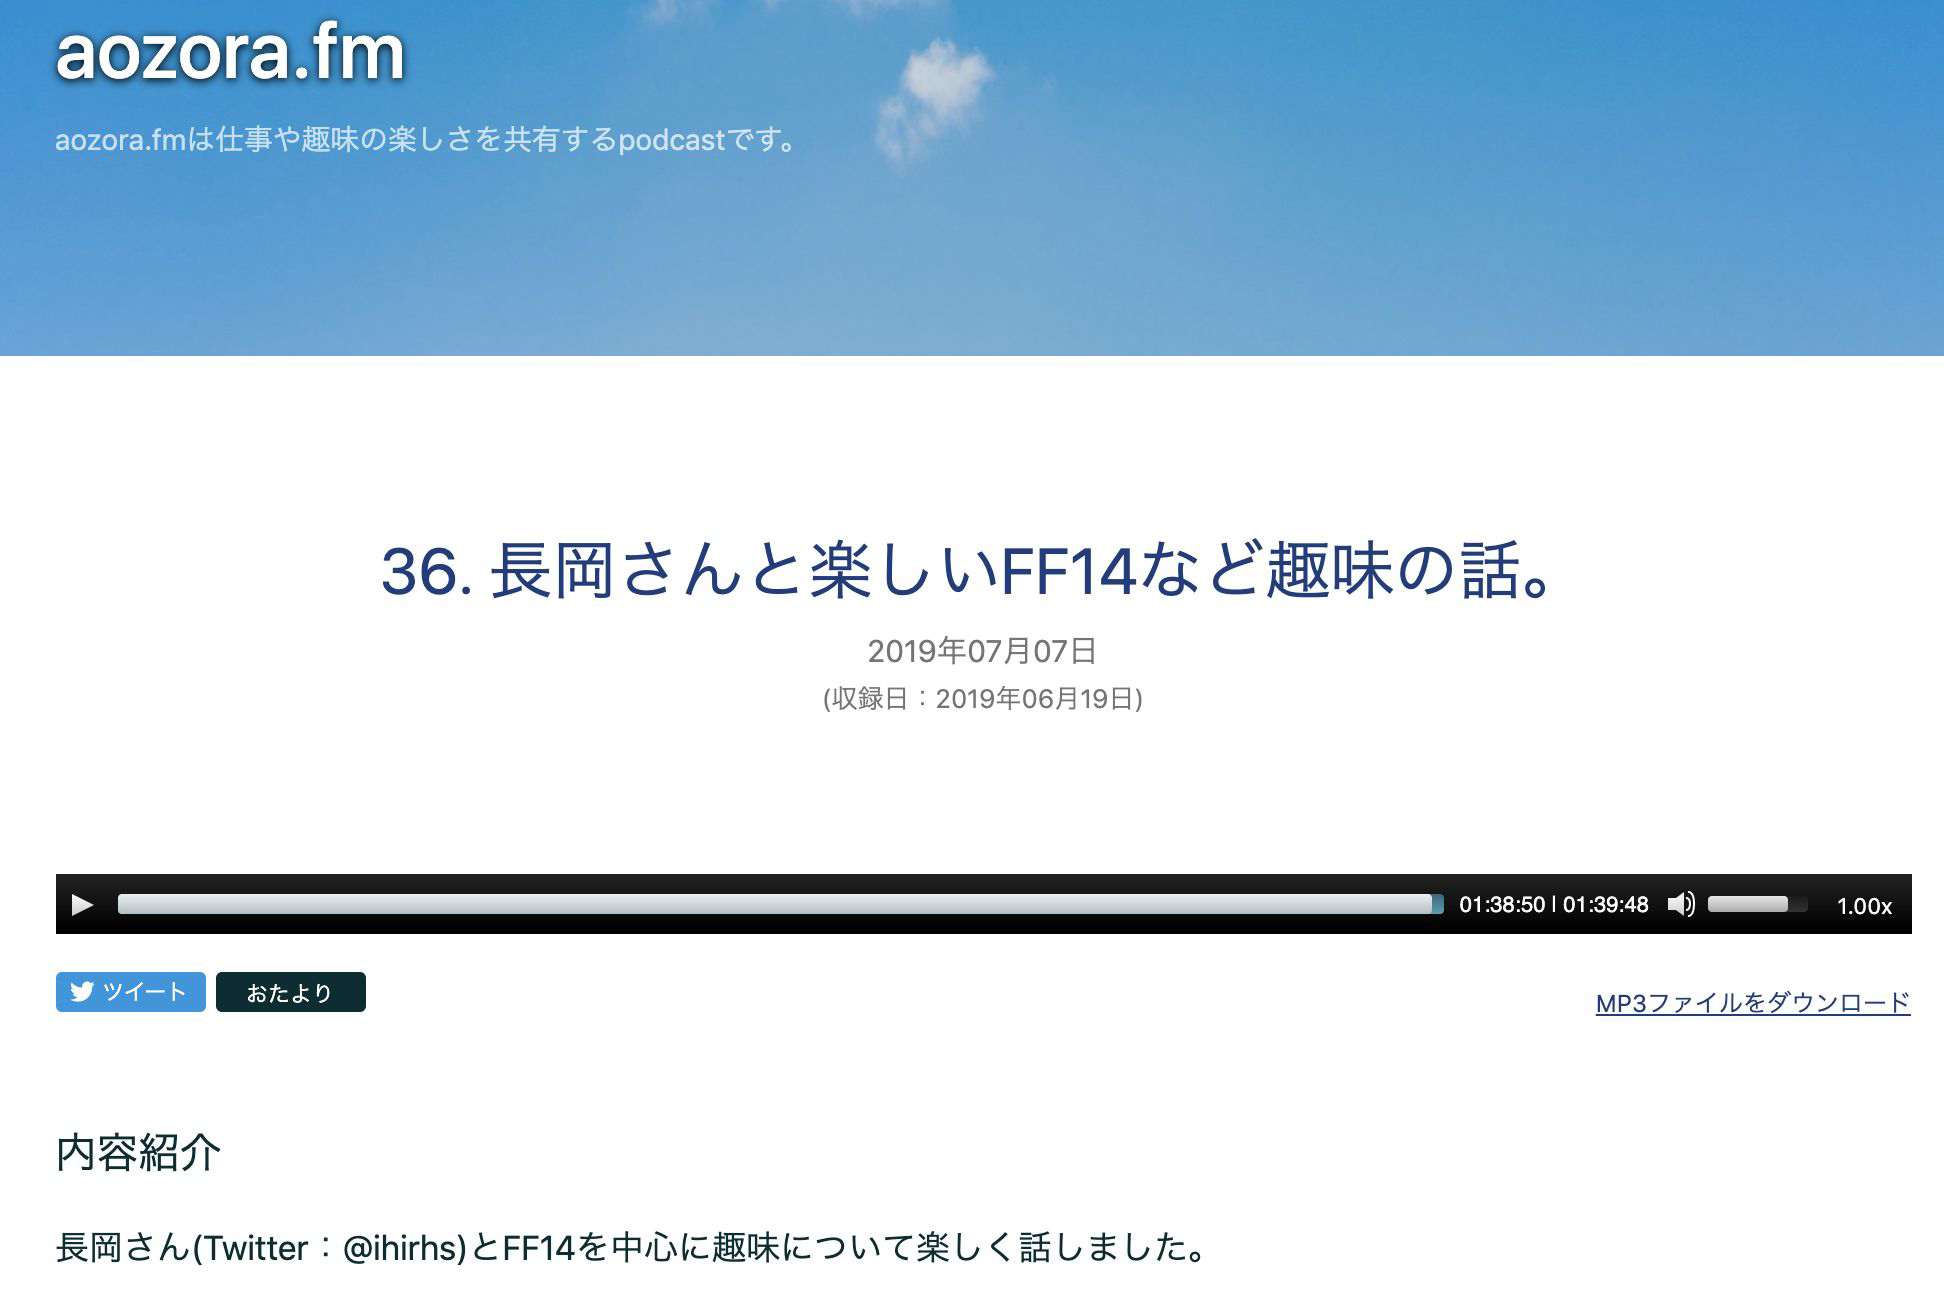 aozora.fm
aozora.fmは仕事や趣味の楽しさを共有するpodcastです。
36. 長岡さんと楽しいFF14など趣味の話。
2019年07月07日
(収録日：2019年06月19日)
01:38:50 | 01:39:48 1.00x
ツイート おたより
MP3ファイルをダウンロード
内容紹介
長岡さん(Twitter：@ihirhs)とFF14を中心に趣味について楽しく話しました。